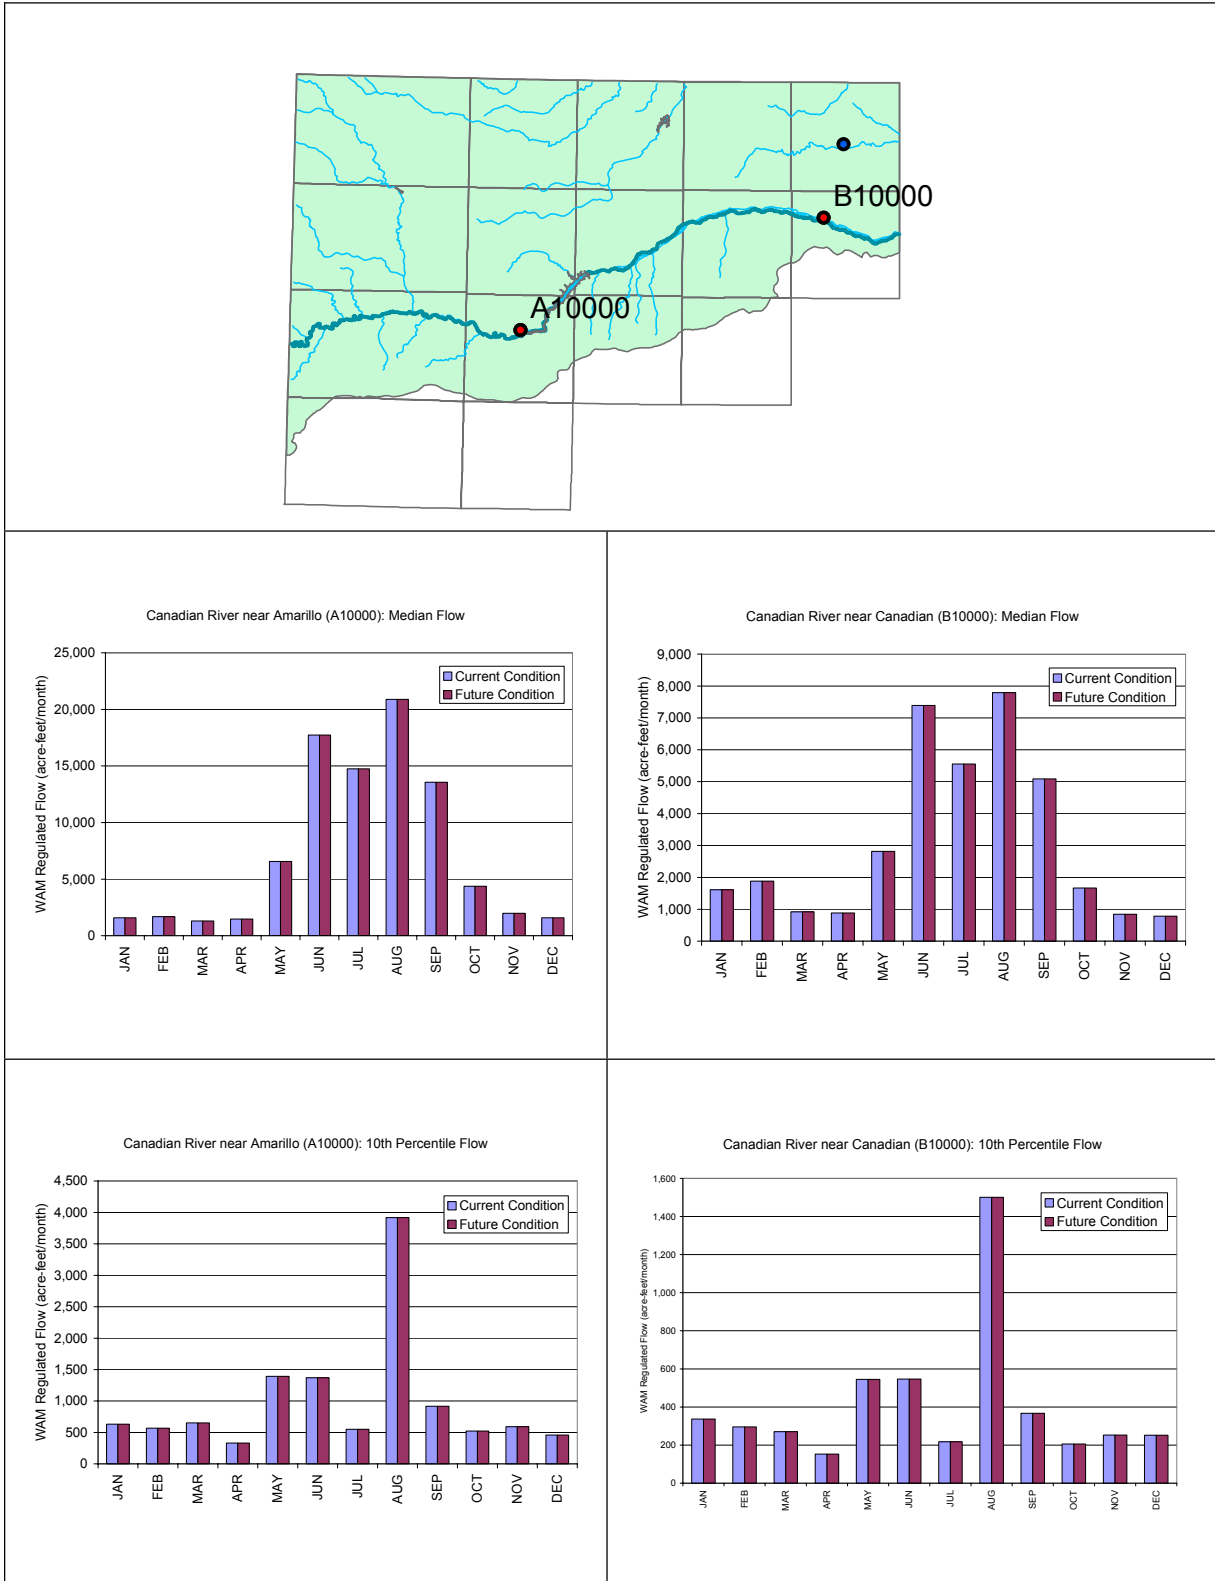 B10000
A10000
Canadian River near Amarillo (A10000): Median Flow
WAM Regulated Flow (acre-feet/month)
25,000
20,000
15,000
10,000
5,000
0
Current Condition
Future Condition
JAN FEB MAR APR MAY JUN JUL AUG SEP OCT NOV DEC
Canadian River near Canadian (B10000): Median Flow
WAM Regulated Flow (acre-feet/month)
9,000
8,000
7,000
6,000
5,000
4,000
3,000
2,000
1,000
0
Current Condition
Future Condition
JAN FEB MAR APR MAY JUN JUL AUG SEP OCT NOV DEC
Canadian River near Amarillo (A10000): 10th Percentile Flow
WAM Regulated Flow (acre-feet/month)
4,500
4,000
3,500
3,000
2,500
2,000
1,500
1,000
500
0
Current Condition
Future Condition
JAN FEB MAR APR MAY JUN JUL AUG SEP OCT NOV DEC
Canadian River near Canadian (B10000): 10th Percentile Flow
WAM Regulated Flow (acre-feet/month)
1,600
1,400
1,200
1,000
800
600
400
200
0
Current Condition
Future Condition
JAN FEB MAR APR MAY JUN JUL AUG SEP OCT NOV DEC